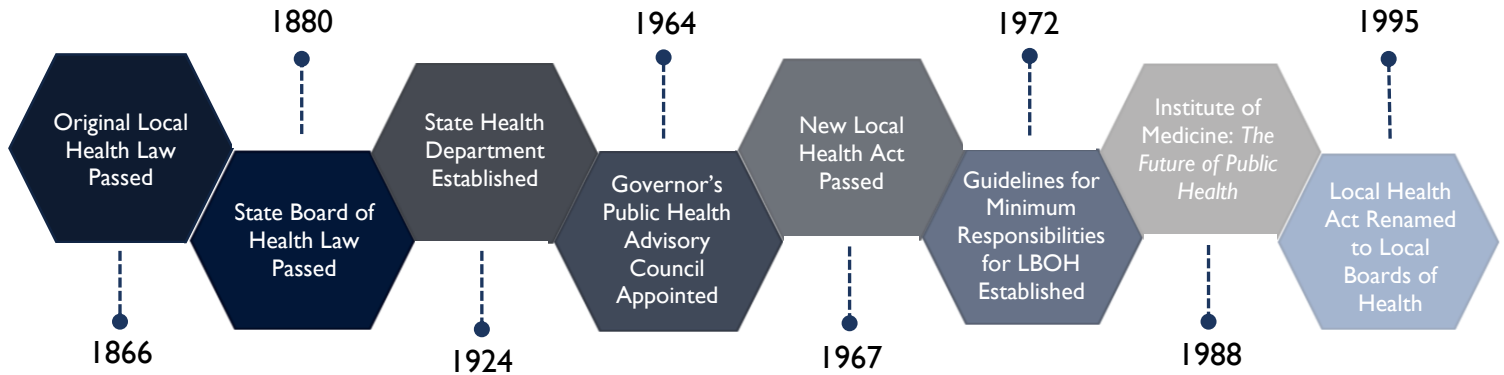 1880
1964
1972
1995
Original Local
Health Law
Passed
State Board of
Health Law
Passed
State Health
Department
Established
Governor’s
Public Health
Advisory
Council
Appointed
New Local
Health Act
Passed
Guidelines for
Minimum
Responsibilities
for LBOH
Established
Institute of
Medicine: The
Future of Public
Health
Local Health
Act Renamed
to Local
Boards of
Health
1866
1924
1967
1988